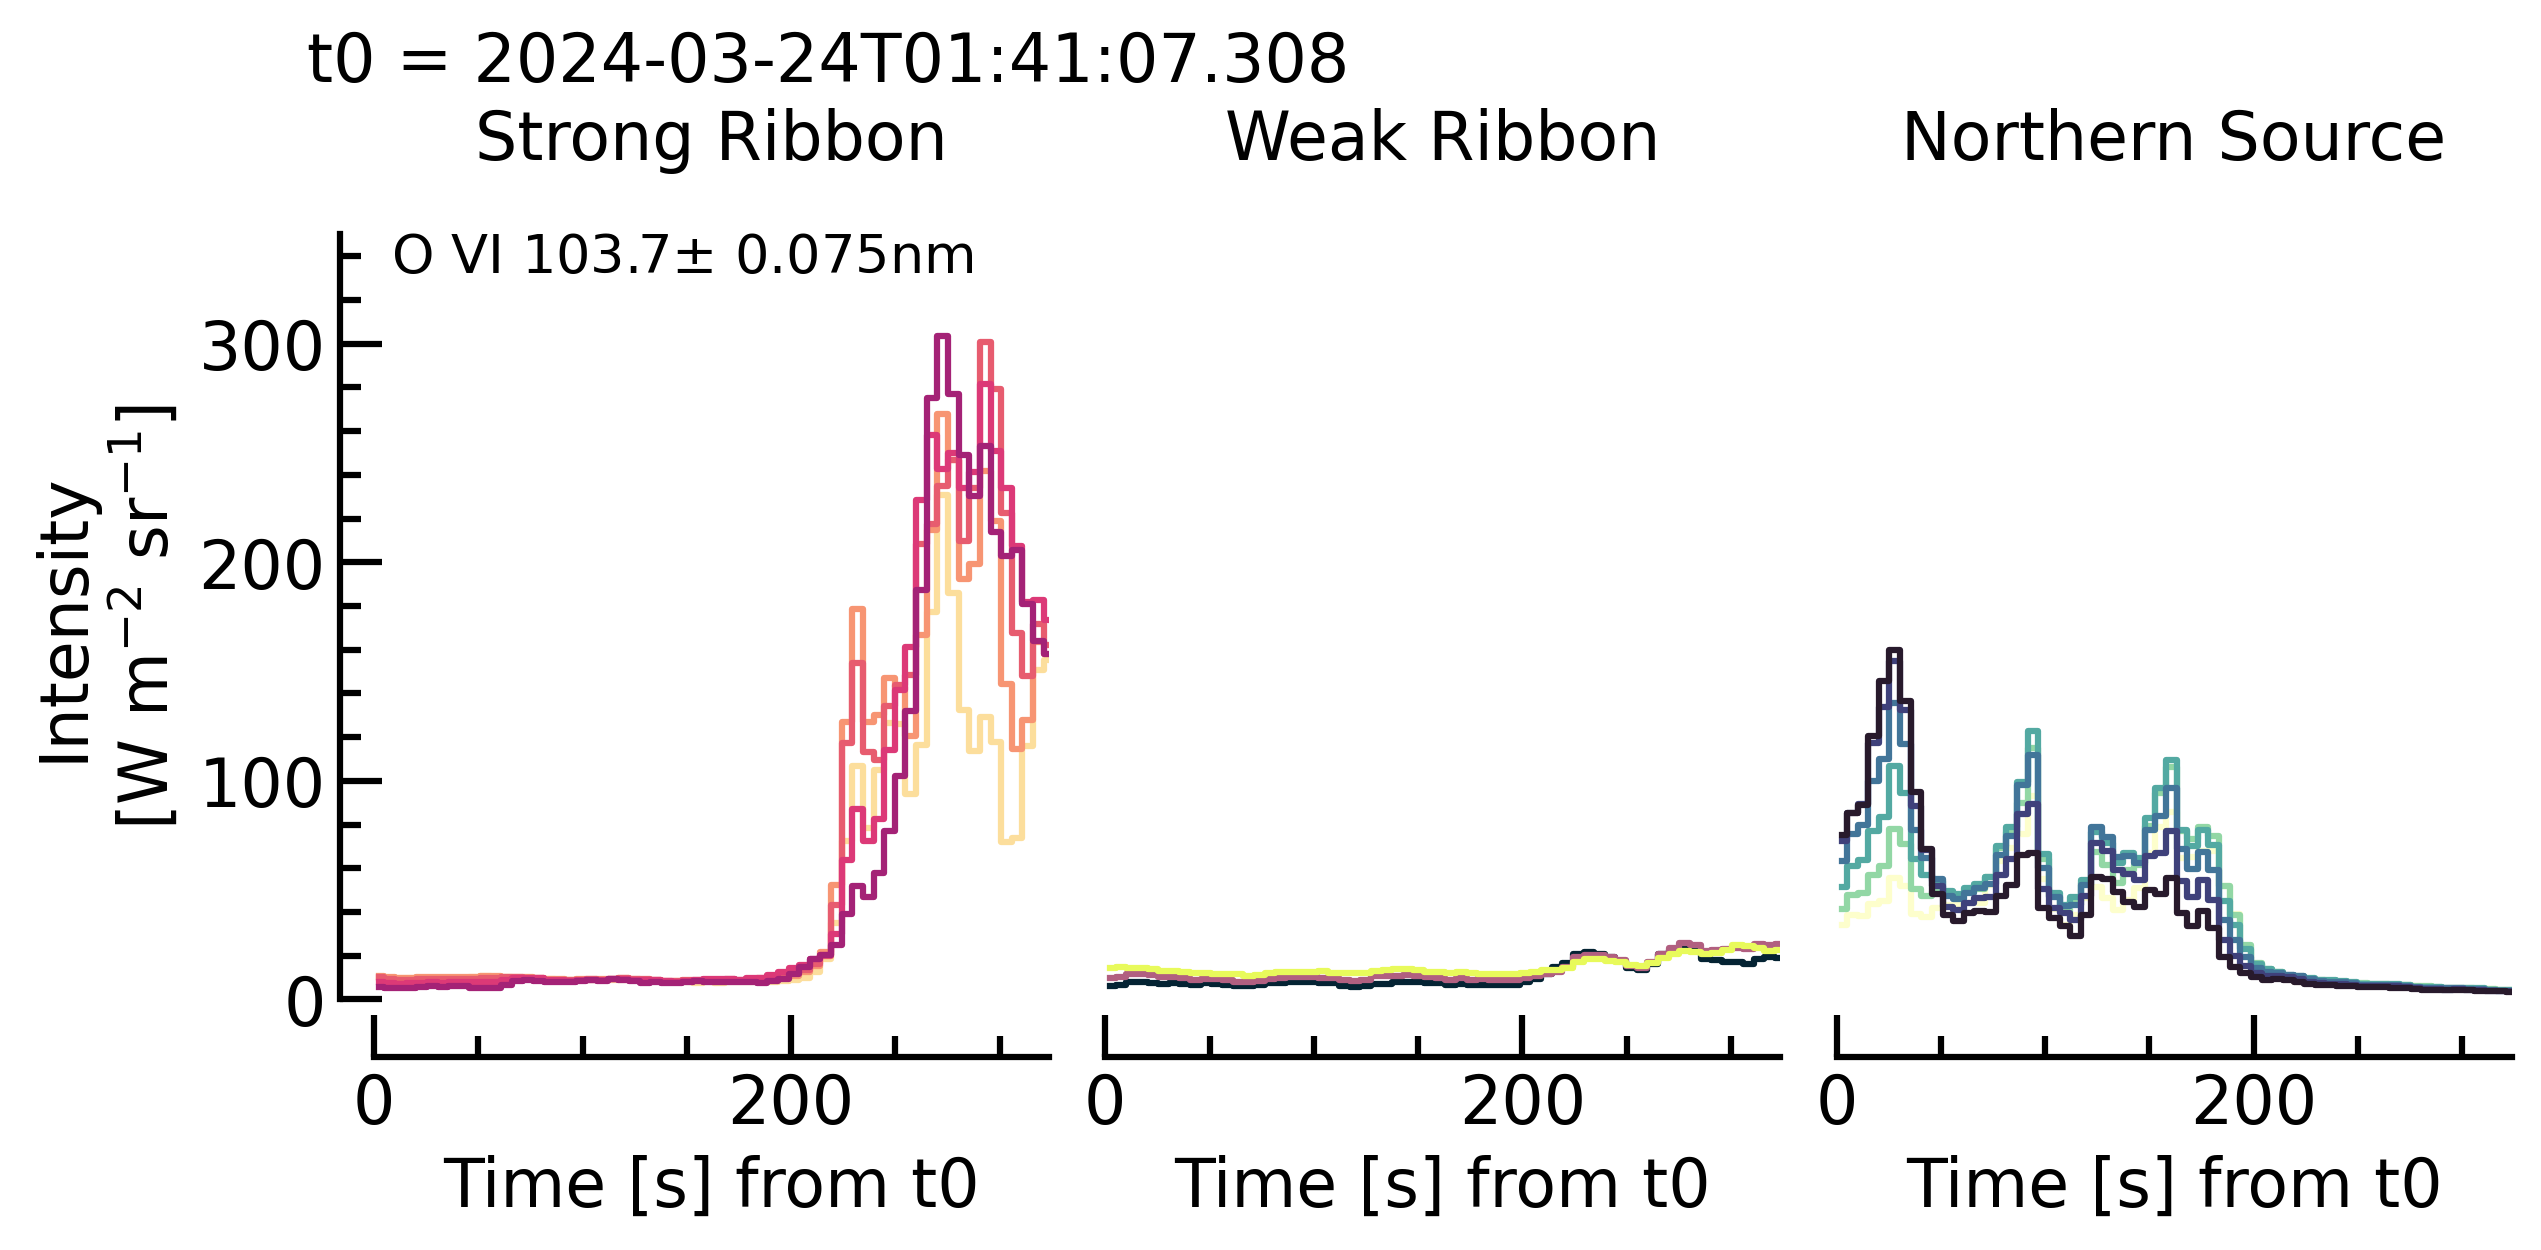 t0 = 2024-03-24T01:41:07.308
Strong Ribbon
Weak Ribbon
Northern Source
O VI 103.7± 0.075nm
Intensity
[W m⁻² sr⁻¹]
300
200
100
0
0 200
0 200
0 200
Time [s] from t0
Time [s] from t0
Time [s] from t0